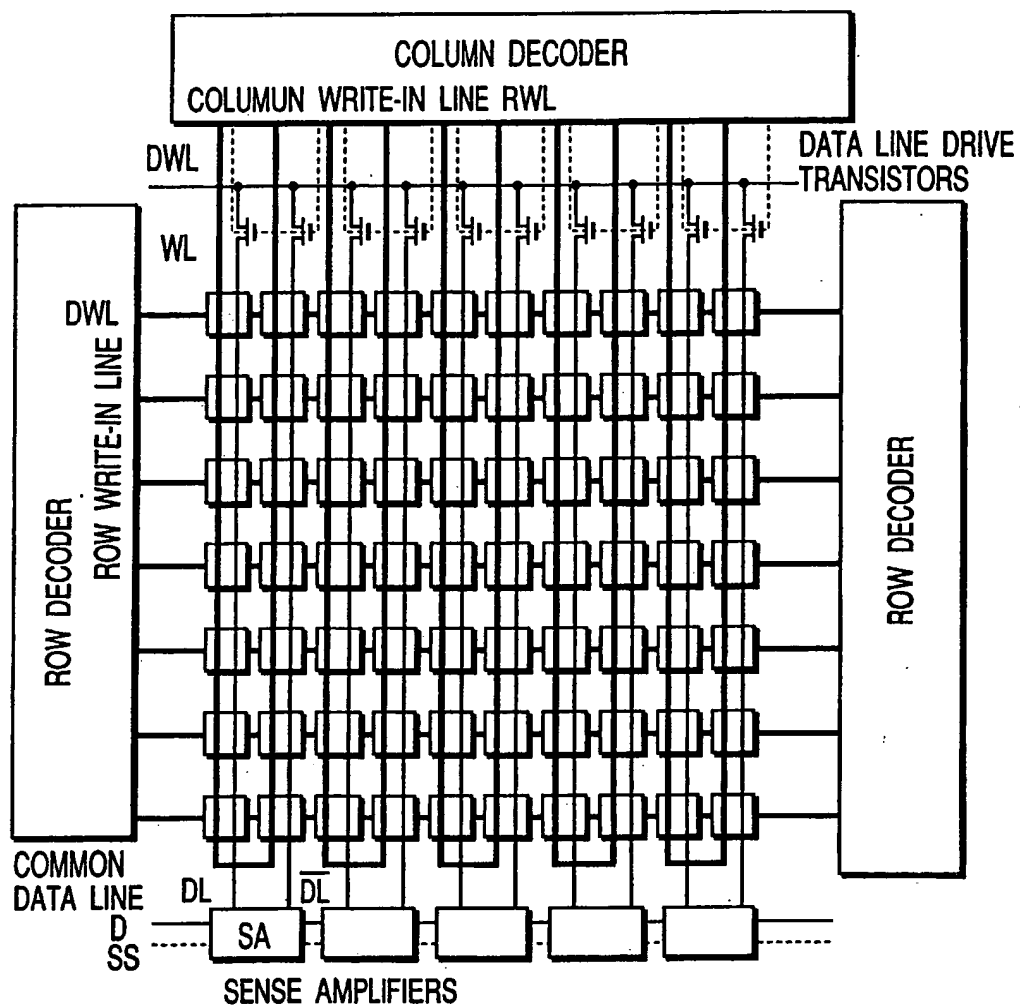 COLUMN DECODER
COLUMUN WRITE-IN LINE RWL
DWL
DATA LINE DRIVE
TRANSISTORS
WL
DWL
ROW WRITE-IN LINE
ROW DECODER
ROW DECODER
COMMON
DATA LINE
DL
DL
D
SS
SA
SENSE AMPLIFIERS